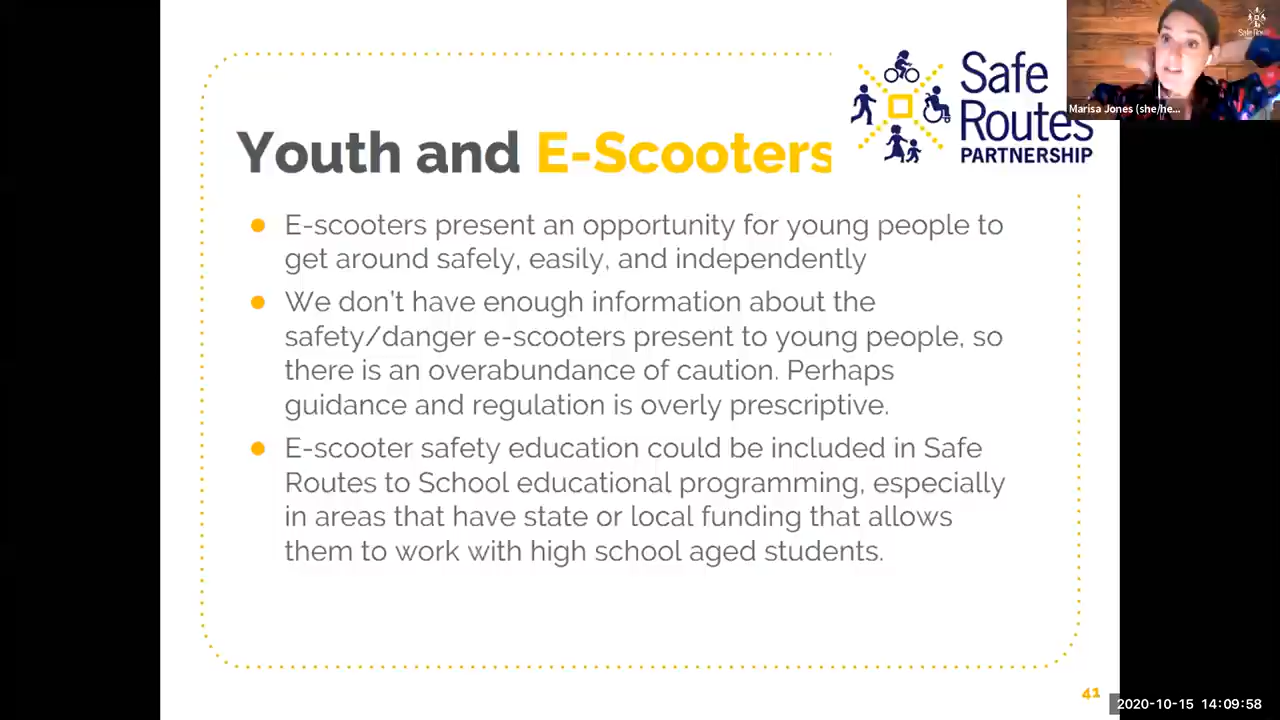 Youth and E-Scooters
Safe
Routes
PARTNERSHIP
Marisa Jones (she/he...
E-scooters present an opportunity for young people to
get around safely, easily, and independently
We don't have enough information about the
safety/danger e-scooters present to young people, so
there is an overabundance of caution. Perhaps
guidance and regulation is overly prescriptive.
E-scooter safety education could be included in Safe
Routes to School educational programming, especially
in areas that have state or local funding that allows
them to work with high school aged students.
41
2020-10-15 14:09:58